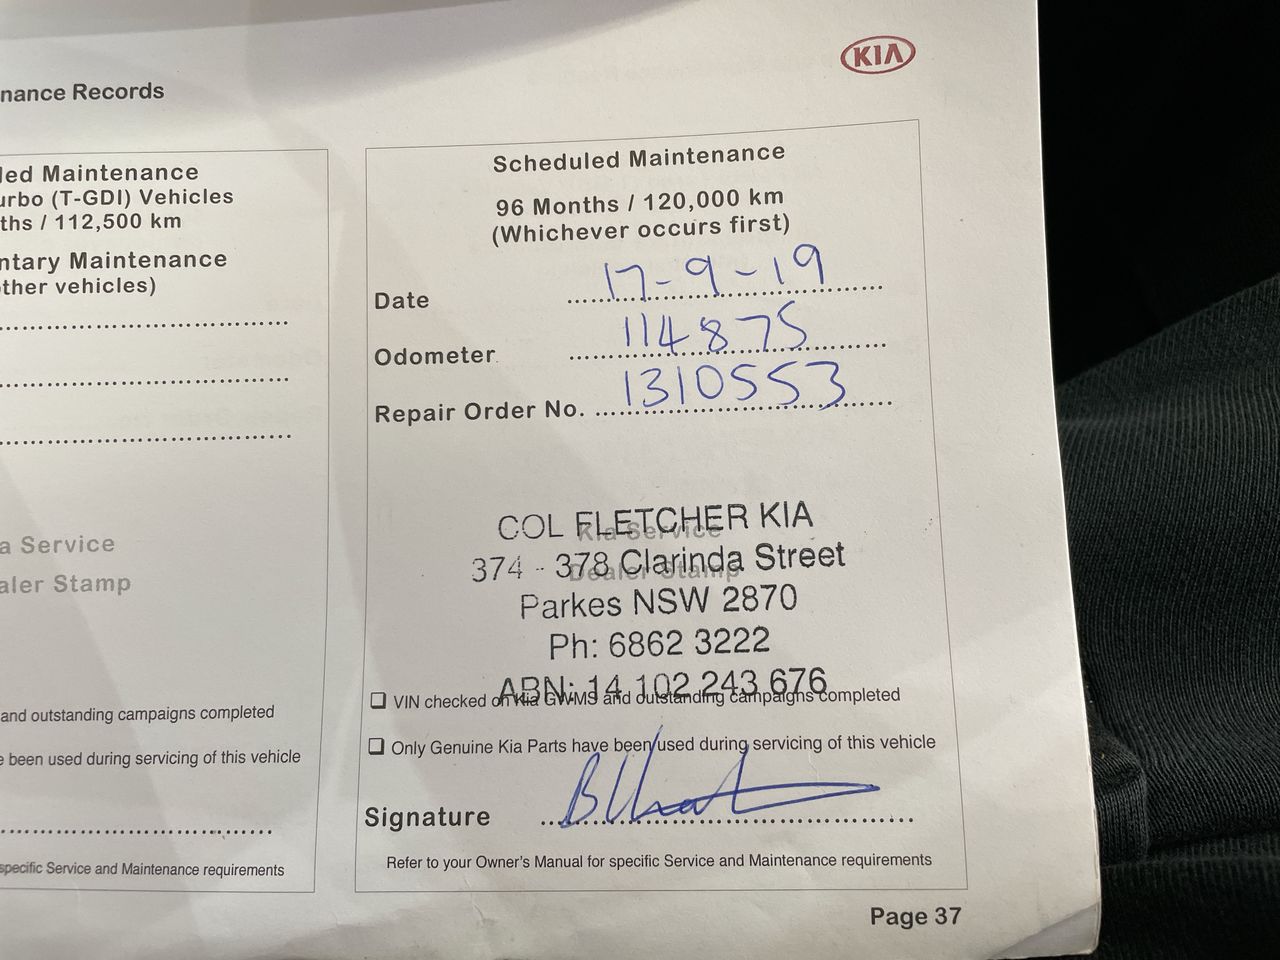 KIA
nance Records
led Maintenance
urbo (T-GDI) Vehicles
ths / 112,500 km
ntary Maintenance
ther vehicles)
a Service
aler Stamp
and outstanding campaigns completed
e been used during servicing of this vehicle
specific Service and Maintenance requirements
Scheduled Maintenance
96 Months / 120,000 km
(Whichever occurs first)
Date 17-9-19
Odometer 114875
Repair Order No. 1310553
Kia Service
Dealer Stamp
COL FLETCHER KIA
374 - 378 Clarinda Street
Parkes NSW 2870
Ph: 6862 3222
ABN: 14 102 243 676
VIN checked on Kia GWMS and outstanding campaigns completed
Only Genuine Kia Parts have been used during servicing of this vehicle
Signature
Refer to your Owner's Manual for specific Service and Maintenance requirements
Page 37